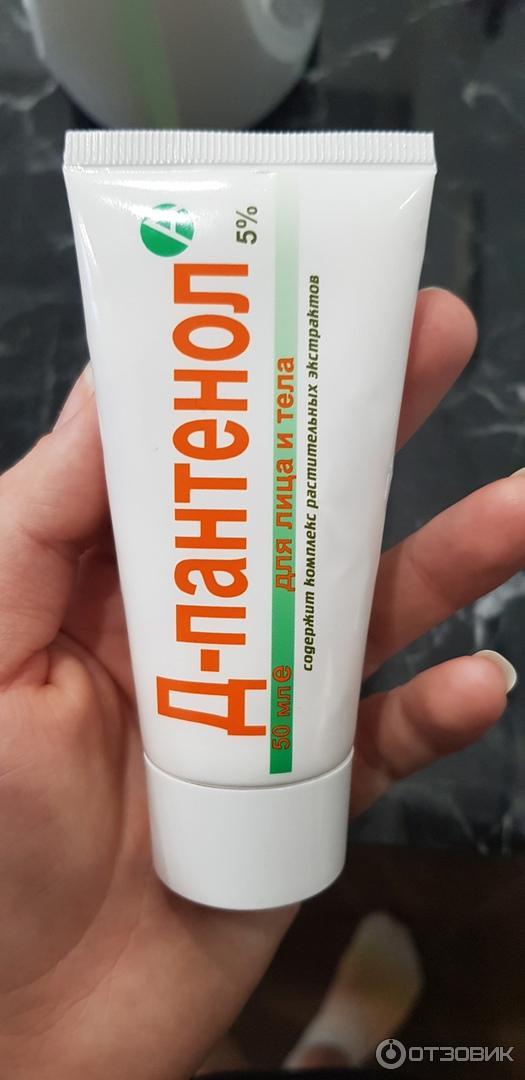 Д-пантенол
5%
50 мл е для лица и тела
содержит комплекс растительных экстрактов
ОТЗОВИК